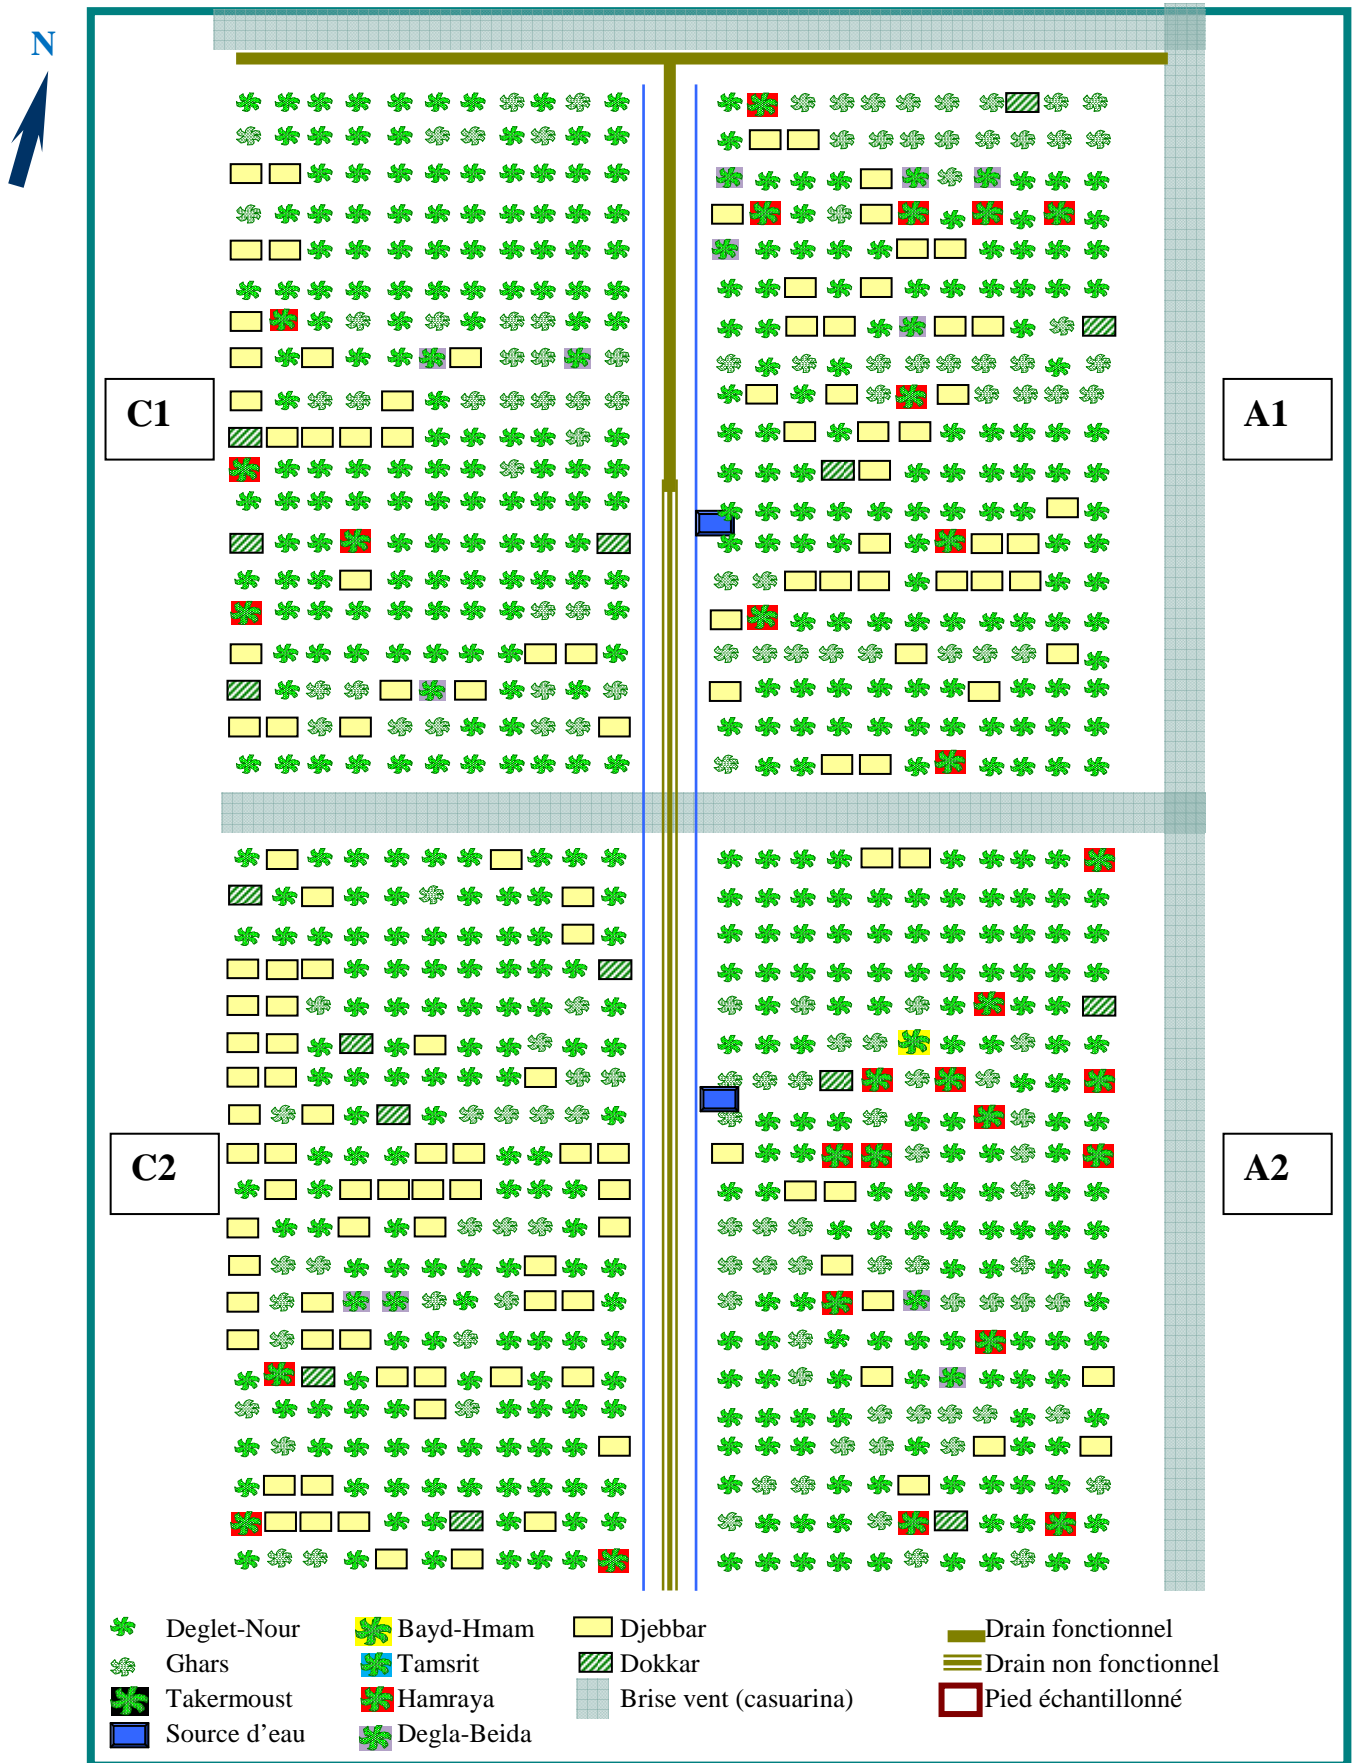 N
C1
A1
C2
A2
Deglet-Nour
Bayd-Hmam
Djebbar
Drain fonctionnel
Ghars
Tamsrit
Dokkar
Drain non fonctionnel
Takermoust
Hamraya
Brise vent (casuarina)
Pied échantillonné
Source d’eau
Degla-Beida